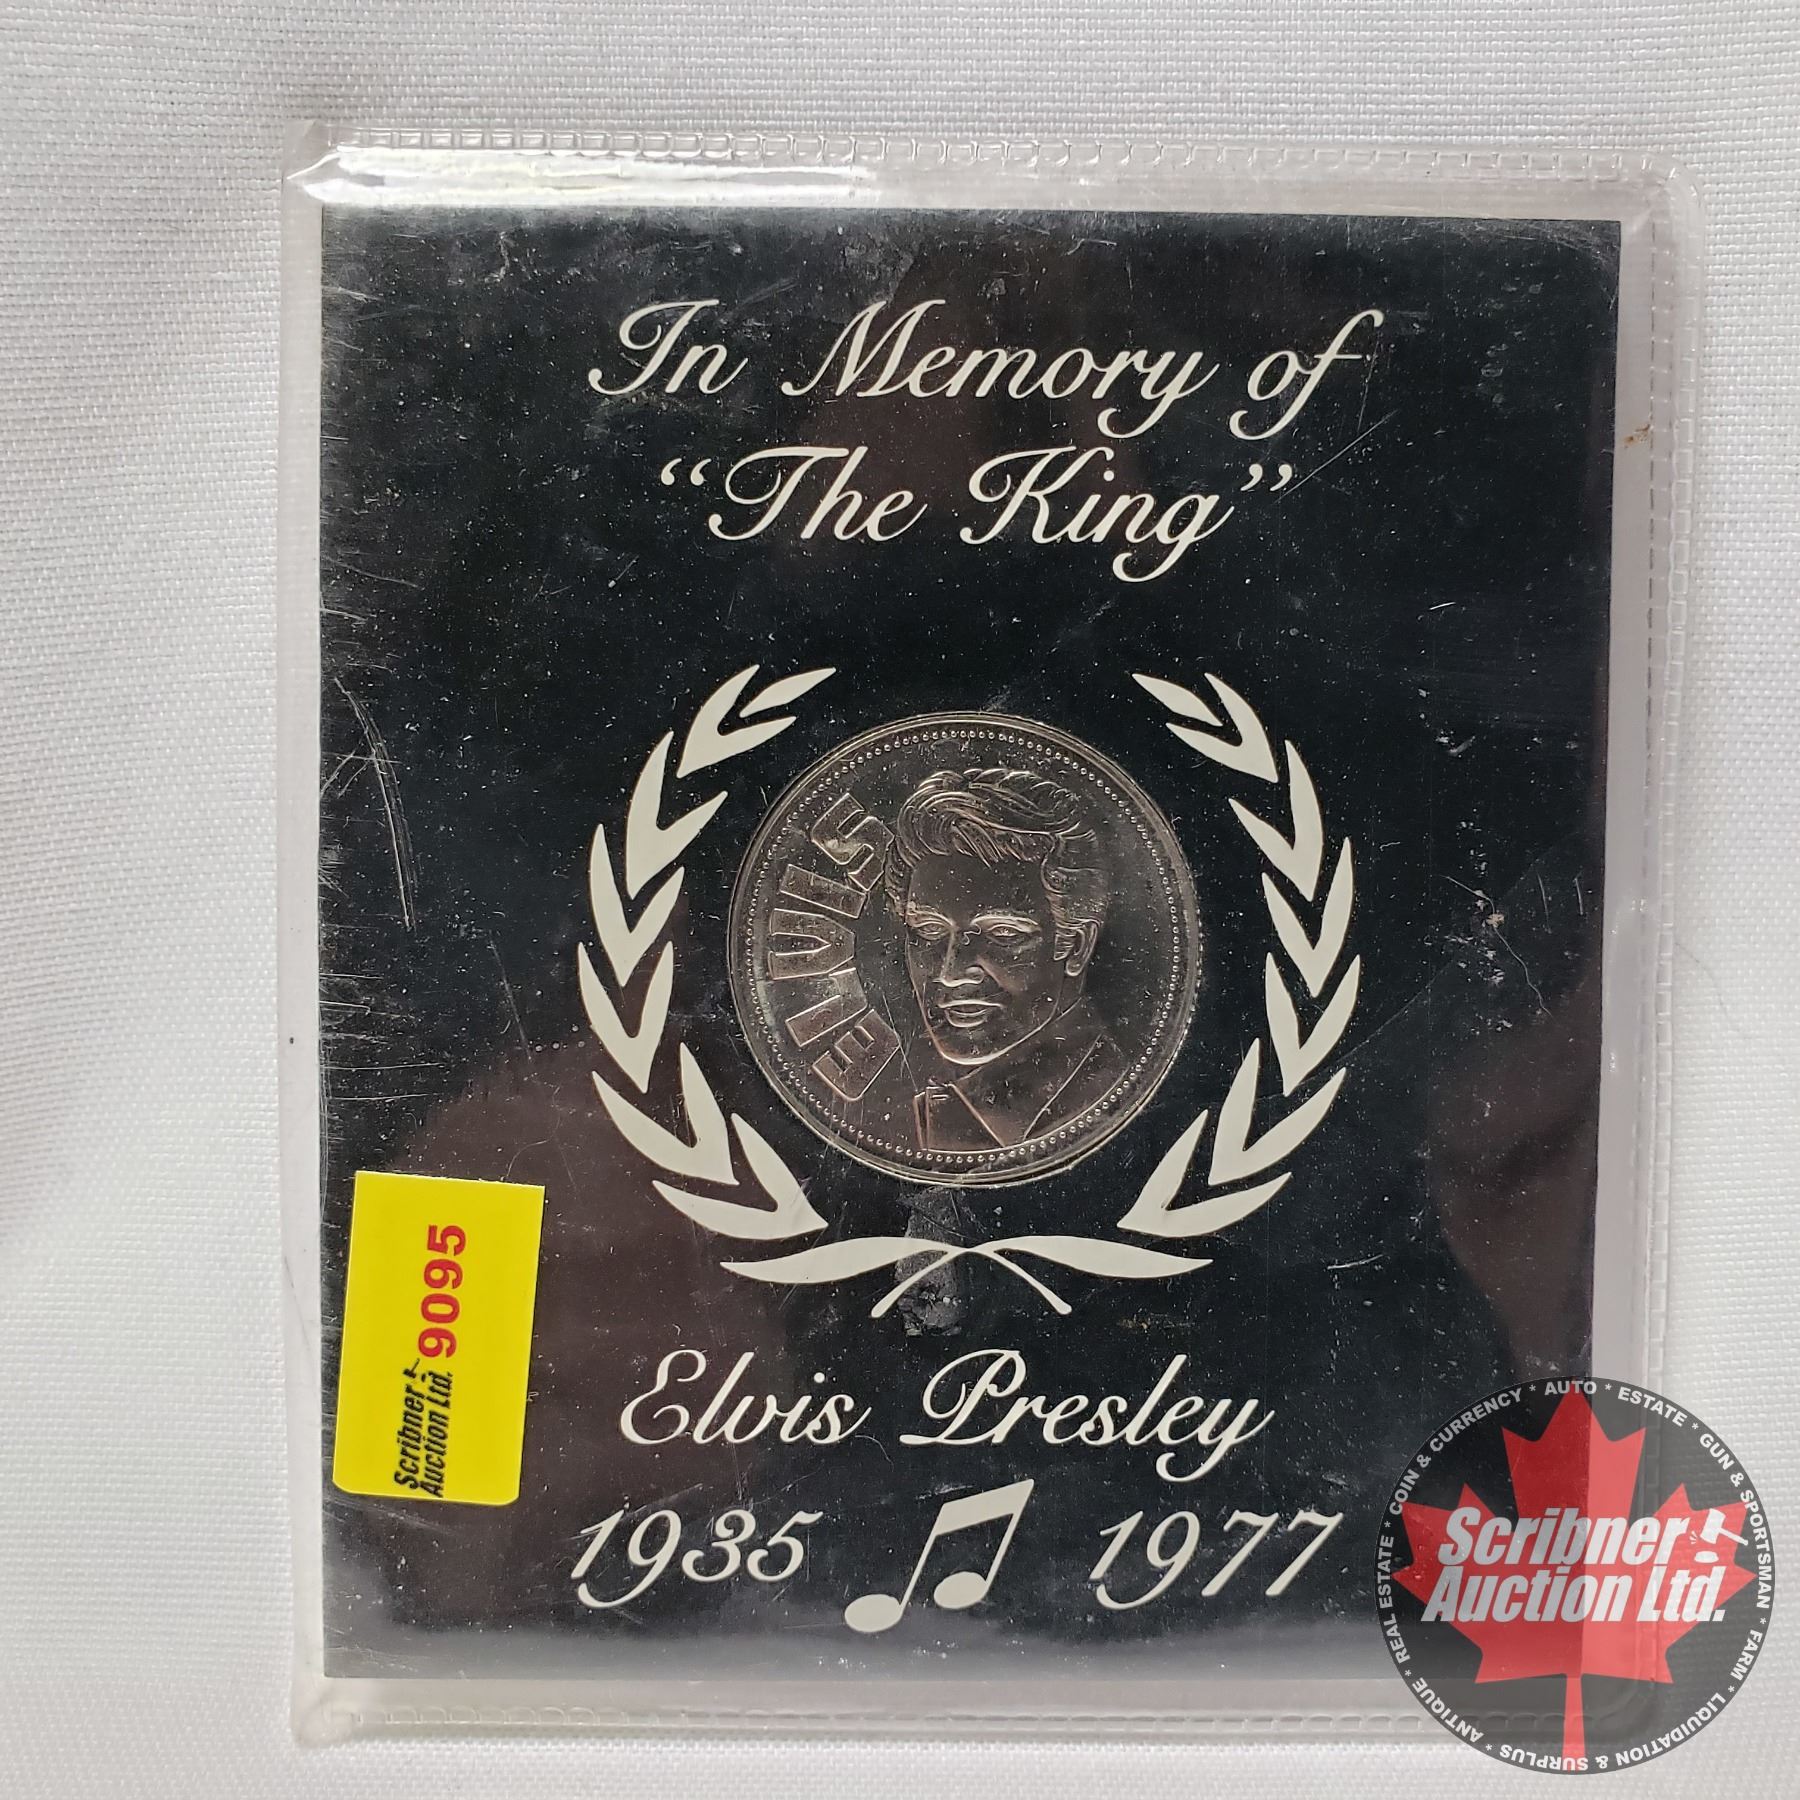 In Memory of
“The King”
ELVIS
Elvis Presley
1935 1977
Scribner
Auction Ltd.
9095
Scribner
Auction Ltd.
* REAL ESTATE * COIN & CURRENCY * AUTO * ESTATE * GUN & SPORTSMAN * FARM * LIQUIDATION & SURPLUS * ANTIQUE